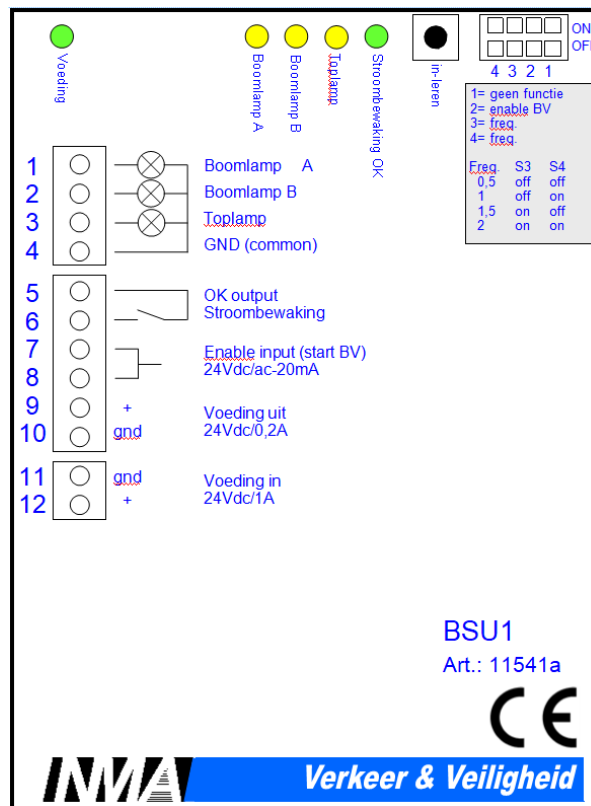 ON
OFF
4 3 2 1
Voeding
Boomlamp A
Boomlamp B
Toplamp
Stroombewaking OK
in-leren
1= geen functie
2= enable BV
3= freq.
4= freq.
Freq. S3 S4
0,5 off off
1 off on
1,5 on off
2 on on
1 Boomlamp A
2 Boomlamp B
3 Toplamp
4 GND (common)
5 OK output
6 Stroombewaking
7 Enable input (start BV)
8 24Vdc/ac-20mA
9 + Voeding uit
10 gnd 24Vdc/0,2A
11 gnd Voeding in
12 + 24Vdc/1A
BSU1
Art.: 11541a
CE
NMA Verkeer & Veiligheid